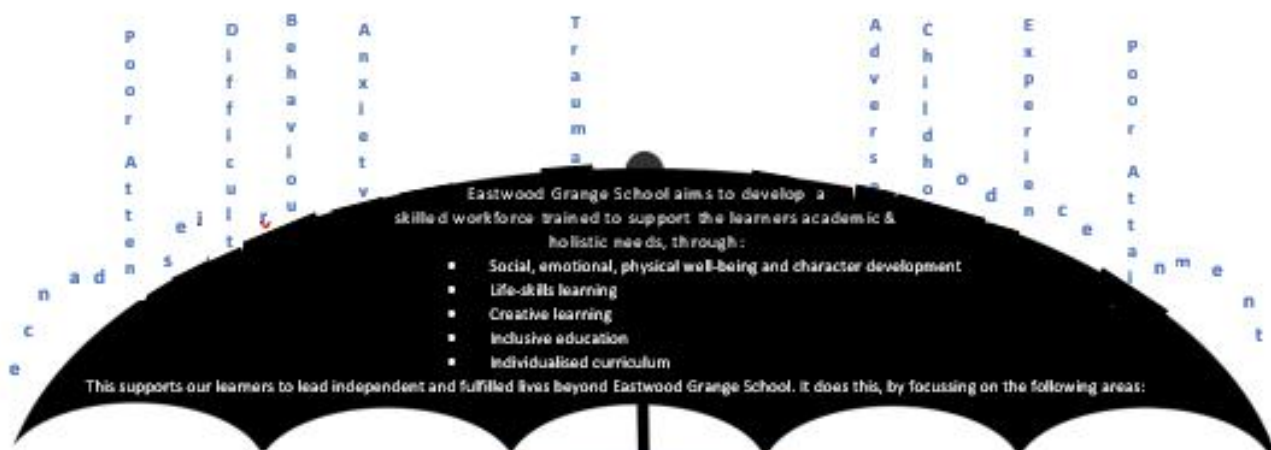 Poor Attendance
Difficulties
Behaviour
Anxiety
Trauma
Advers
Childhood
Experience
Poor Attainment
Eastwood Grange School aims to develop a
skilled workforce trained to support the learners academic &
holistic needs, through:
▪ Social, emotional, physical well-being and character development
▪ Life-skills learning
▪ Creative learning
▪ Inclusive education
▪ Individualised curriculum
This supports our learners to lead independent and fulfilled lives beyond Eastwood Grange School. It does this, by focussing on the following areas: